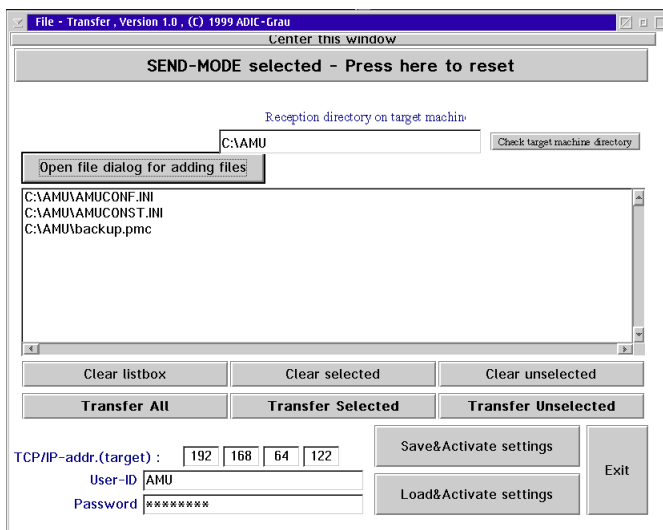 File - Transfer , Version 1.0 , (C) 1999 ADIC-Grau
Center this window
SEND-MODE selected - Press here to reset
Reception directory on target machin
C:\AMU
Check target machine directory
Open file dialog for adding files
C:\AMU\AMUCONF.INI
C:\AMU\AMUCONST.INI
C:\AMU\backup.pmc
Clear listbox Clear selected Clear unselected
Transfer All Transfer Selected Transfer Unselected
TCP/IP-addr.(target) : 192 168 64 122
User-ID AMU
Password ********
Save&Activate settings
Load&Activate settings
Exit